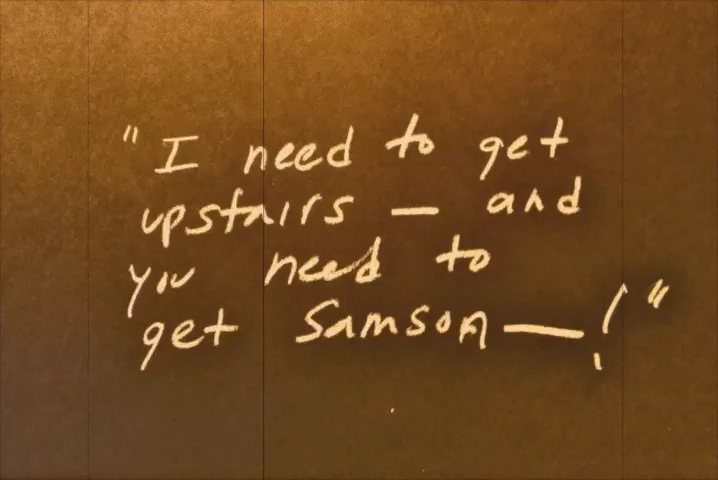 "I need to get
upstairs — and
you need to
get Samson — !"